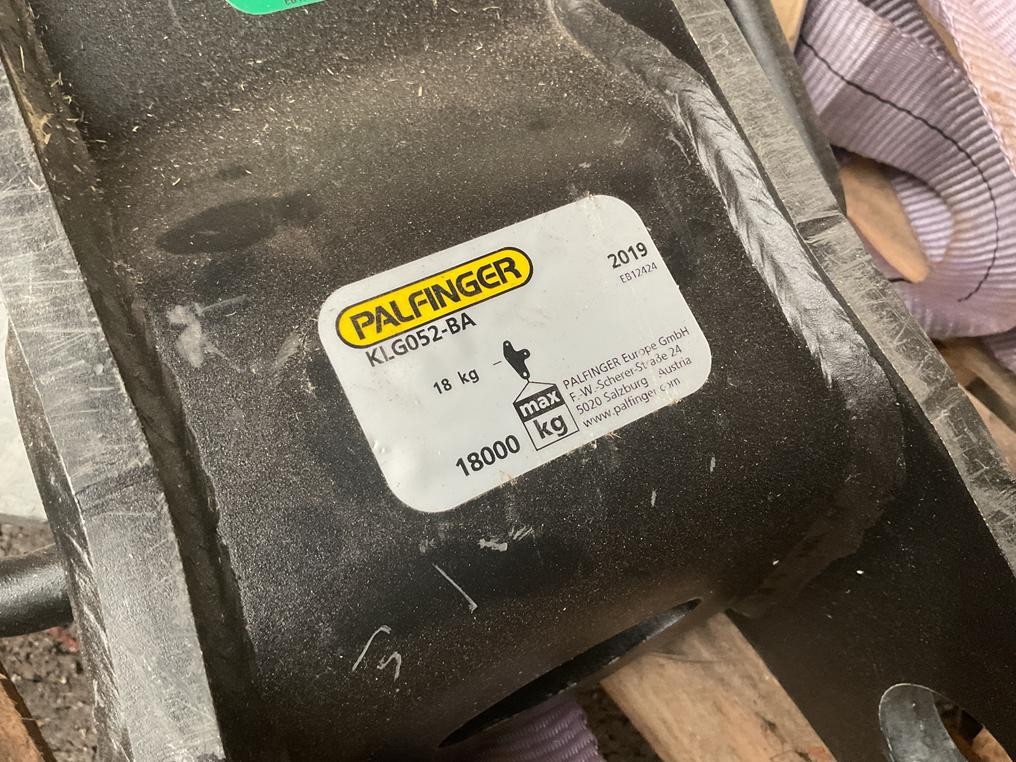 PALFINGER
2019
EB12424
KLG052-BA
18 kg
max
kg
18000
PALFINGER Europe GmbH
F.-W.-Scherer-Straße 24
5020 Salzburg Austria
www.palfinger.com